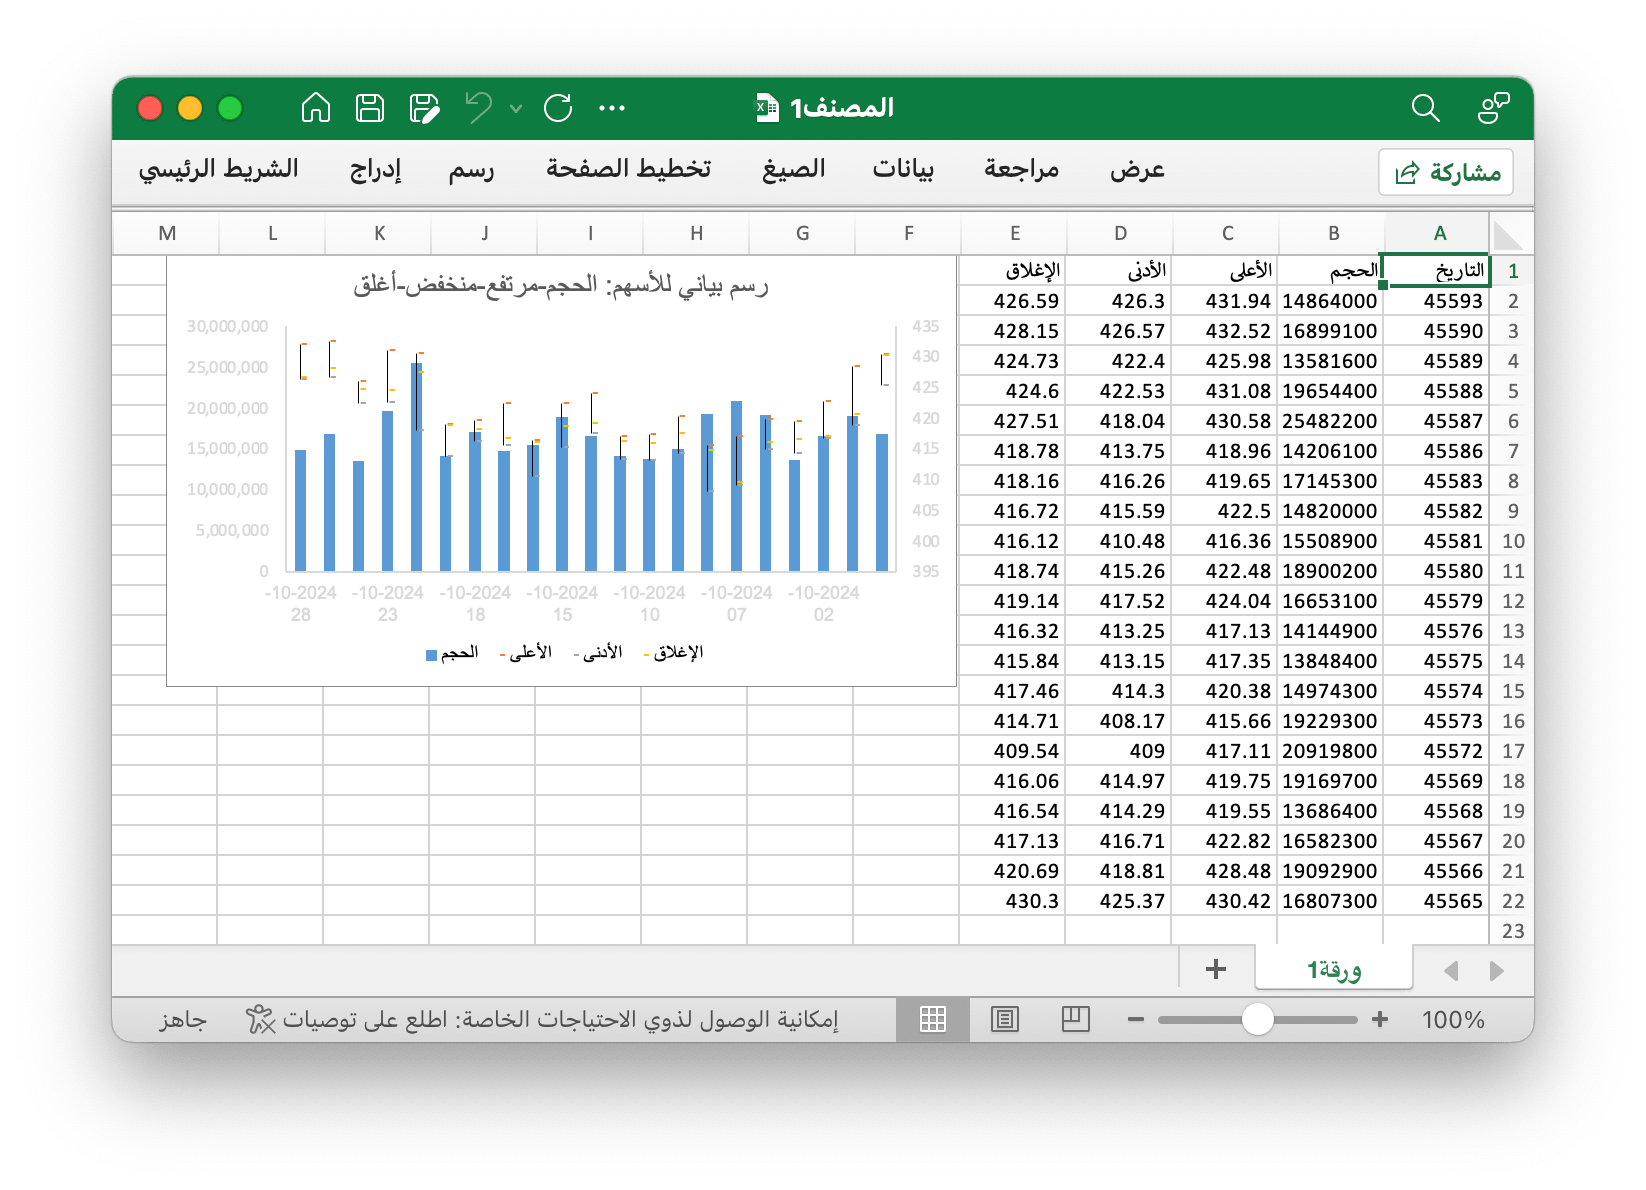 المصنف1
الشريط الرئيسي
إدراج
رسم
تخطيط الصفحة
الصيغ
بيانات
مراجعة
عرض
مشاركة
A B C D E F G H I J K L M
1 التاريخ الحجم الأعلى الأدنى الإغلاق
2 45593 14864000 431.94 426.3 426.59
3 45590 16899100 432.52 426.57 428.15
4 45589 13581600 425.98 422.4 424.73
5 45588 19654400 431.08 422.53 424.6
6 45587 25482200 430.58 418.04 427.51
7 45586 14206100 418.96 413.75 418.78
8 45583 17145300 419.65 416.26 418.16
9 45582 14820000 422.5 415.59 416.72
10 45581 15508900 416.36 410.48 416.12
11 45580 18900200 422.48 415.26 418.74
12 45579 16653100 424.04 417.52 419.14
13 45576 14144900 417.13 413.25 416.32
14 45575 13848400 417.35 413.15 415.84
15 45574 14974300 420.38 414.3 417.46
16 45573 19229300 415.66 408.17 414.71
17 45572 20919800 417.11 409 409.54
18 45569 19169700 419.75 414.97 416.06
19 45568 13686400 419.55 414.29 416.54
20 45567 16582300 422.82 416.71 417.13
21 45566 19092900 428.48 418.81 420.69
22 45565 16807300 430.42 425.37 430.3
23
رسم بياني للأسهم: الحجم-مرتفع-منخفض-أغلق
30,000,000
25,000,000
20,000,000
15,000,000
10,000,000
5,000,000
0
435
430
425
420
415
410
405
400
395
-10-2024 -10-2024 -10-2024 -10-2024 -10-2024 -10-2024 -10-2024
28 23 18 15 10 07 02
الحجم الأعلى الأدنى الإغلاق
ورقة1
جاهز
إمكانية الوصول لذوي الاحتياجات الخاصة: اطلع على توصيات
100%